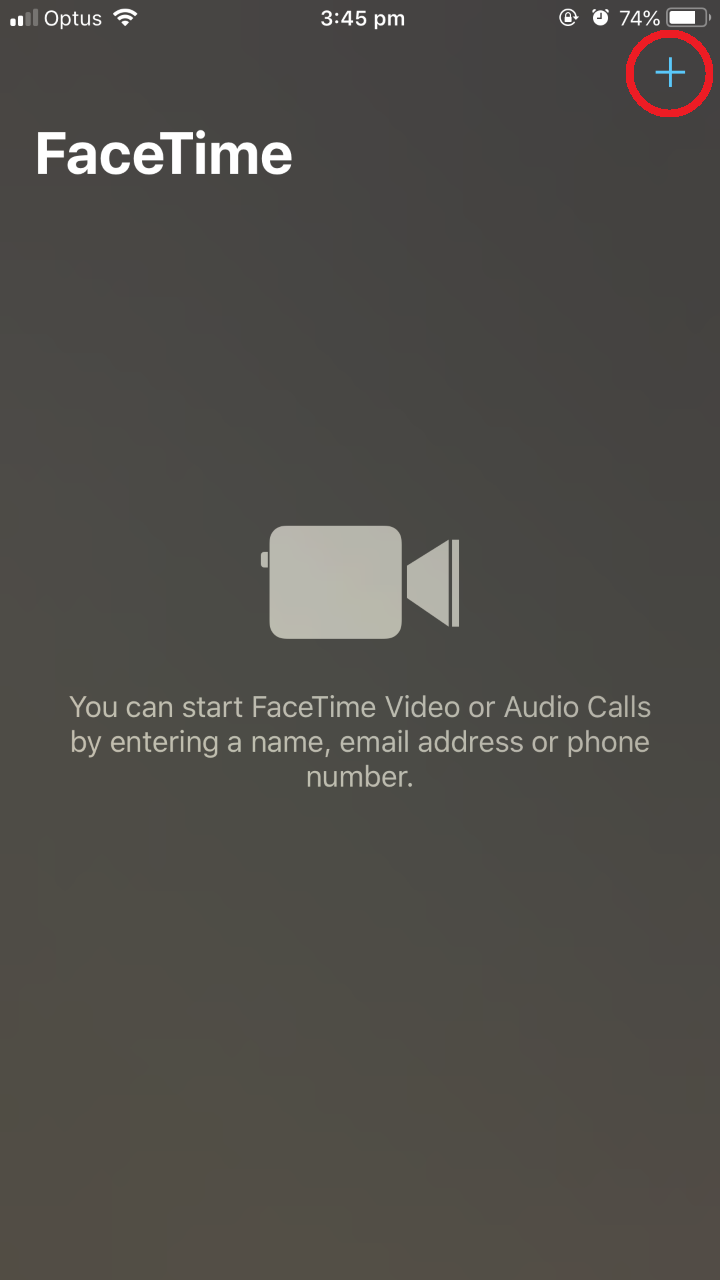 Optus 3:45 pm 74%
FaceTime
You can start FaceTime Video or Audio Calls
by entering a name, email address or phone
number.